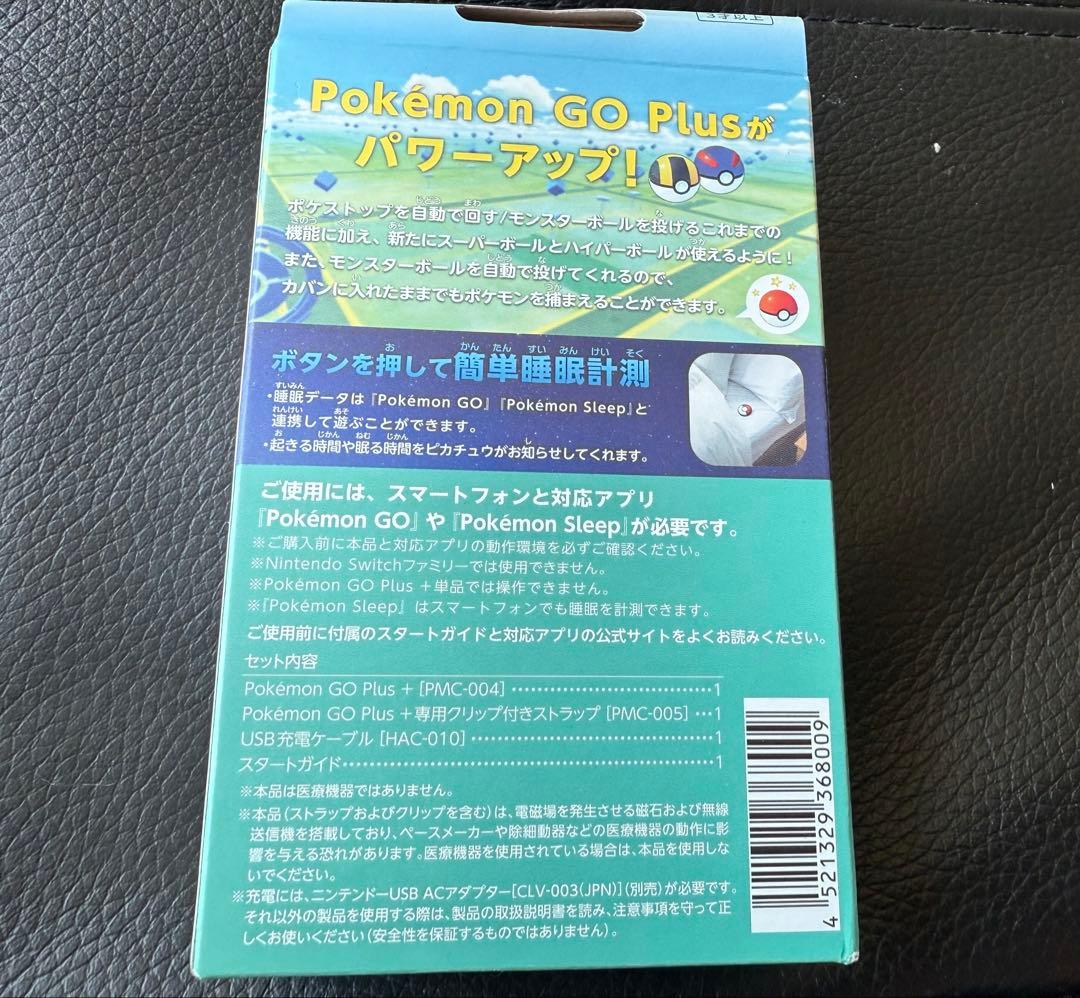 3才以上
Pokémon GO Plusが
パワーアップ!
ポケストップを自動で回す/モンスターボールを投げるこれまでの
機能に加え、新たにスーパーボールとハイパーボールが使えるように!
また、モンスターボールを自動で投げてくれるので、
カバンに入れたままでもポケモンを捕まえることができます。
ボタンを押して簡単睡眠計測
・睡眠データは『Pokémon GO』『Pokémon Sleep』と
連携して遊ぶことができます。
・起きる時間や眠る時間をピカチュウがお知らせしてくれます。
ご使用には、スマートフォンと対応アプリ
『Pokémon GO』や『Pokémon Sleep』が必要です。
※ご購入前に本品と対応アプリの動作環境を必ずご確認ください。
※Nintendo Switchファミリーでは使用できません。
※Pokémon GO Plus +単品では操作できません。
※『Pokémon Sleep』はスマートフォンでも睡眠を計測できます。
ご使用前に付属のスタートガイドと対応アプリの公式サイトをよくお読みください。
セット内容
Pokémon GO Plus + [PMC-004] ……………………………1
Pokémon GO Plus +専用クリップ付きストラップ [PMC-005] …1
USB充電ケーブル [HAC-010] ……………………………………1
スタートガイド……………………………………………………1
※本品は医療機器ではありません。
※本品(ストラップおよびクリップを含む)は、電磁場を発生させる磁石および無線
送信機を搭載しており、ペースメーカーや除細動器などの医療機器の動作に影
響を与える恐れがあります。医療機器を使用されている場合は、本品を使用しな
いでください。
※充電には、ニンテンドーUSB ACアダプター[CLV-003(JPN)](別売)が必要です。
それ以外の製品を使用する際は、製品の取扱説明書を読み、注意事項を守って正
しくお使いください(安全性を保証するものではありません)。
4 521329 368009